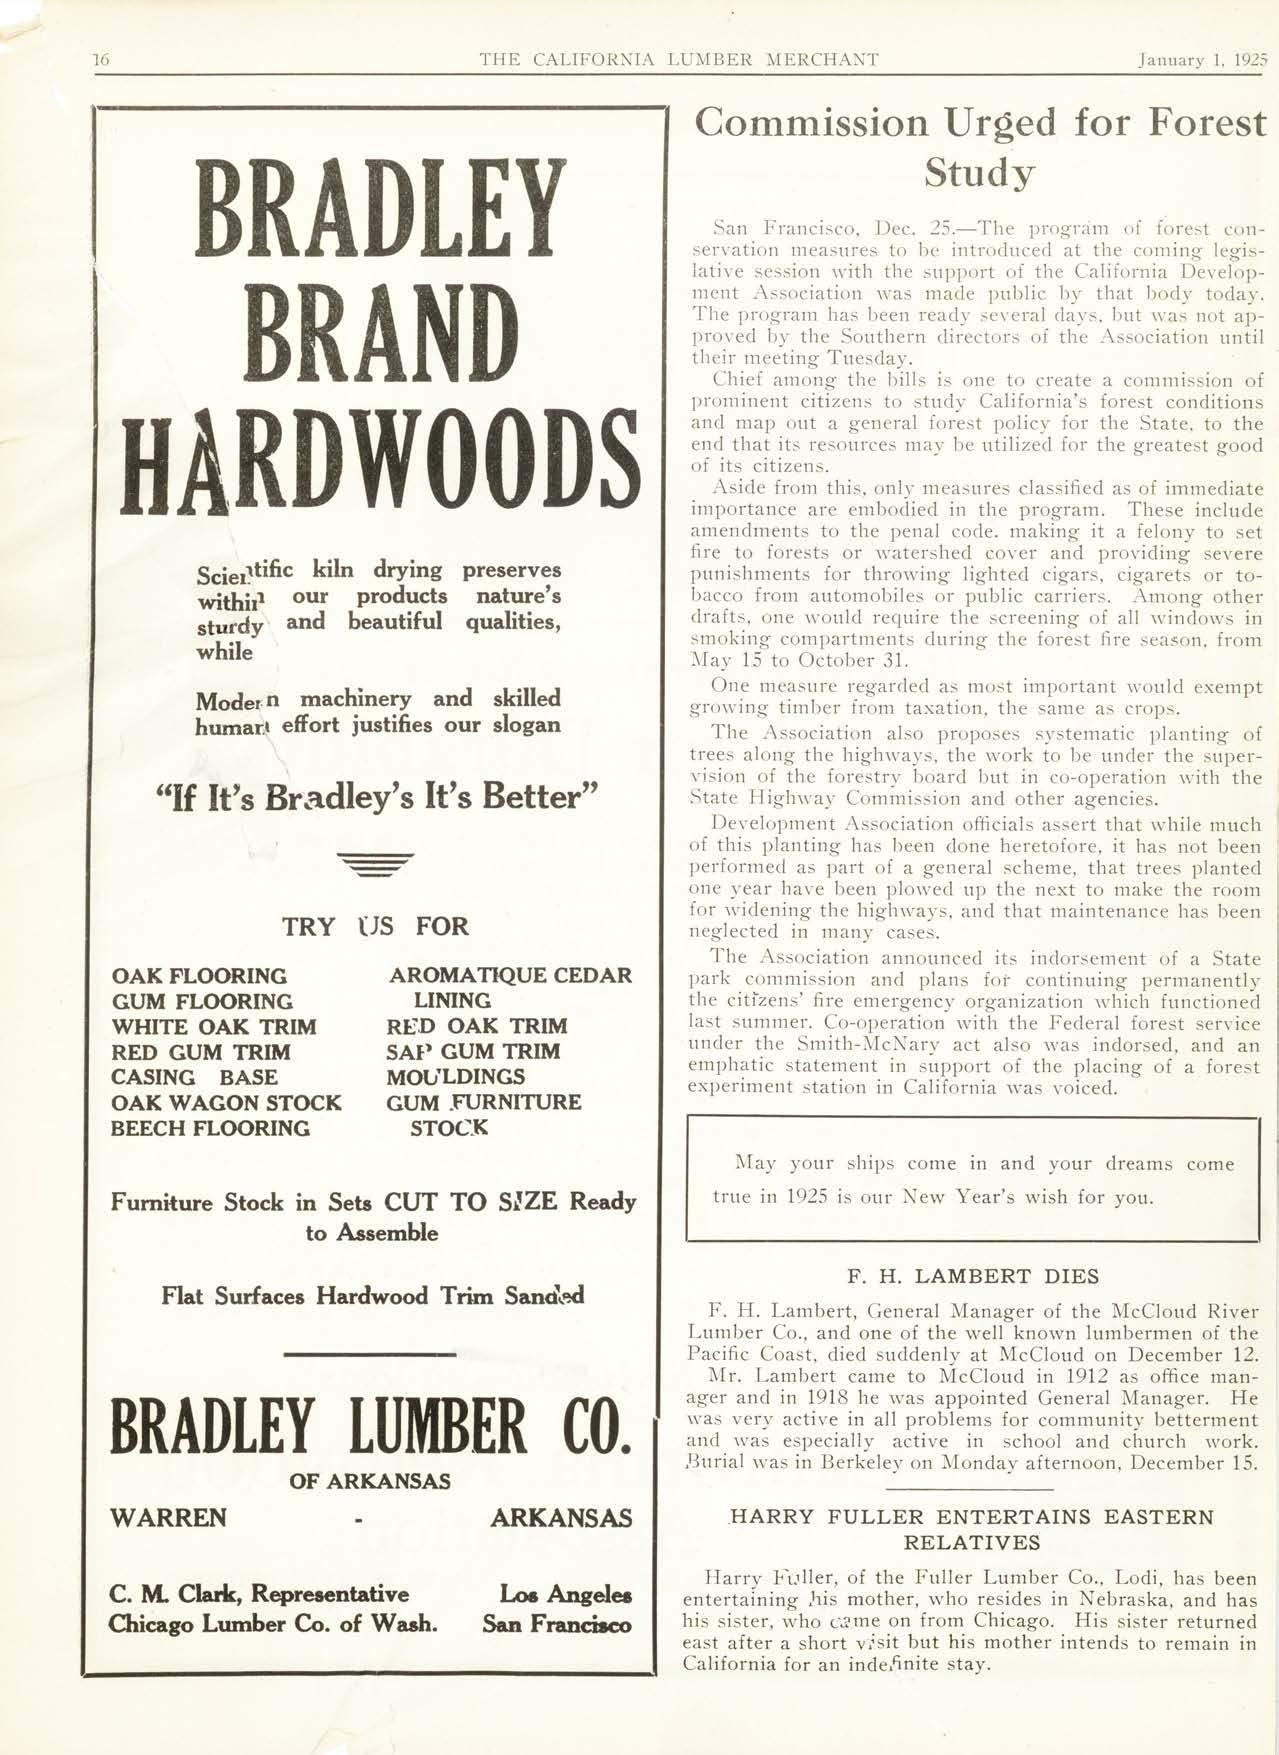 16
THE CALIFORNIA LUMBER MERCHANT
January 1, 1925
BRADLEY
BRAND
HARDWOODS
Scientific kiln drying preserves
within our products nature's
sturdy and beautiful qualities,
while
Modern machinery and skilled
human effort justifies our slogan
"If It's Bradley's It's Better"
TRY US FOR
OAK FLOORING
GUM FLOORING
WHITE OAK TRIM
RED GUM TRIM
CASING BASE
OAK WAGON STOCK
BEECH FLOORING
AROMATIQUE CEDAR
LINING
RED OAK TRIM
SAP GUM TRIM
MOULDINGS
GUM FURNITURE
STOCK
Furniture Stock in Sets CUT TO SIZE Ready
to Assemble
Flat Surfaces Hardwood Trim Sanded
BRADLEY LUMBER CO.
OF ARKANSAS
WARREN - ARKANSAS
C. M. Clark, Representative Los Angeles
Chicago Lumber Co. of Wash. San Francisco
Commission Urged for Forest
Study
San Francisco, Dec. 25.—The program of forest con-
servation measures to be introduced at the coming legis-
lative session with the support of the California Develop-
ment Association was made public by that body today.
The program has been ready several days, but was not ap-
proved by the Southern directors of the Association until
their meeting Tuesday.
Chief among the bills is one to create a commission of
prominent citizens to study California's forest conditions
and map out a general forest policy for the State, to the
end that its resources may be utilized for the greatest good
of its citizens.
Aside from this, only measures classified as of immediate
importance are embodied in the program. These include
amendments to the penal code. making it a felony to set
fire to forests or watershed cover and providing severe
punishments for throwing lighted cigars, cigarets or to-
bacco from automobiles or public carriers. Among other
drafts, one would require the screening of all windows in
smoking compartments during the forest fire season, from
May 15 to October 31.
One measure regarded as most important would exempt
growing timber from taxation, the same as crops.
The Association also proposes systematic planting of
trees along the highways, the work to be under the super-
vision of the forestry board but in co-operation with the
State Highway Commission and other agencies.
Development Association officials assert that while much
of this planting has been done heretofore, it has not been
performed as part of a general scheme, that trees planted
one year have been plowed up the next to make the room
for widening the highways, and that maintenance has been
neglected in many cases.
The Association announced its indorsement of a State
park commission and plans for continuing permanently
the citizens' fire emergency organization which functioned
last summer. Co-operation with the Federal forest service
under the Smith-McNary act also was indorsed, and an
emphatic statement in support of the placing of a forest
experiment station in California was voiced.
May your ships come in and your dreams come
true in 1925 is our New Year's wish for you.
F. H. LAMBERT DIES
F. H. Lambert, General Manager of the McCloud River
Lumber Co., and one of the well known lumbermen of the
Pacific Coast, died suddenly at McCloud on December 12.
Mr. Lambert came to McCloud in 1912 as office man-
ager and in 1918 he was appointed General Manager. He
was very active in all problems for community betterment
and was especially active in school and church work.
Burial was in Berkeley on Monday afternoon, December 15.
HARRY FULLER ENTERTAINS EASTERN
RELATIVES
Harry Fuller, of the Fuller Lumber Co., Lodi, has been
entertaining his mother, who resides in Nebraska, and has
his sister, who came on from Chicago. His sister returned
east after a short visit but his mother intends to remain in
California for an indefinite stay.